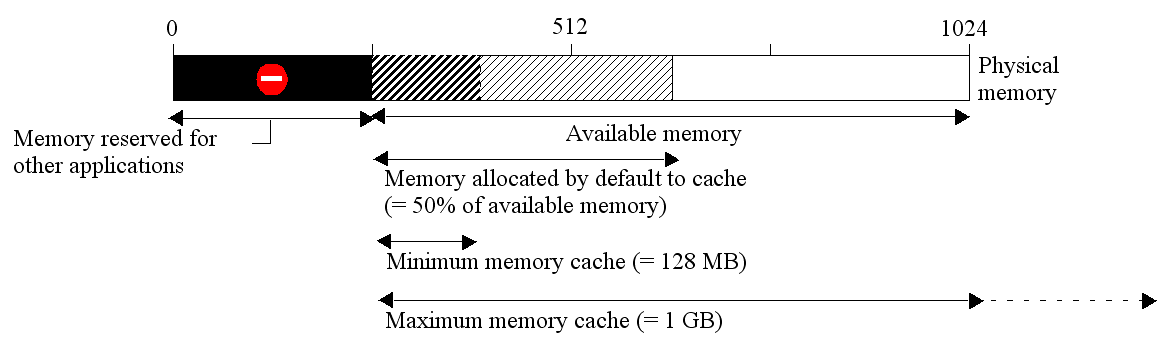 0
512
1024
Physical
memory
Memory reserved for
other applications
Available memory
Memory allocated by default to cache
(= 50% of available memory)
Minimum memory cache (= 128 MB)
Maximum memory cache (= 1 GB)